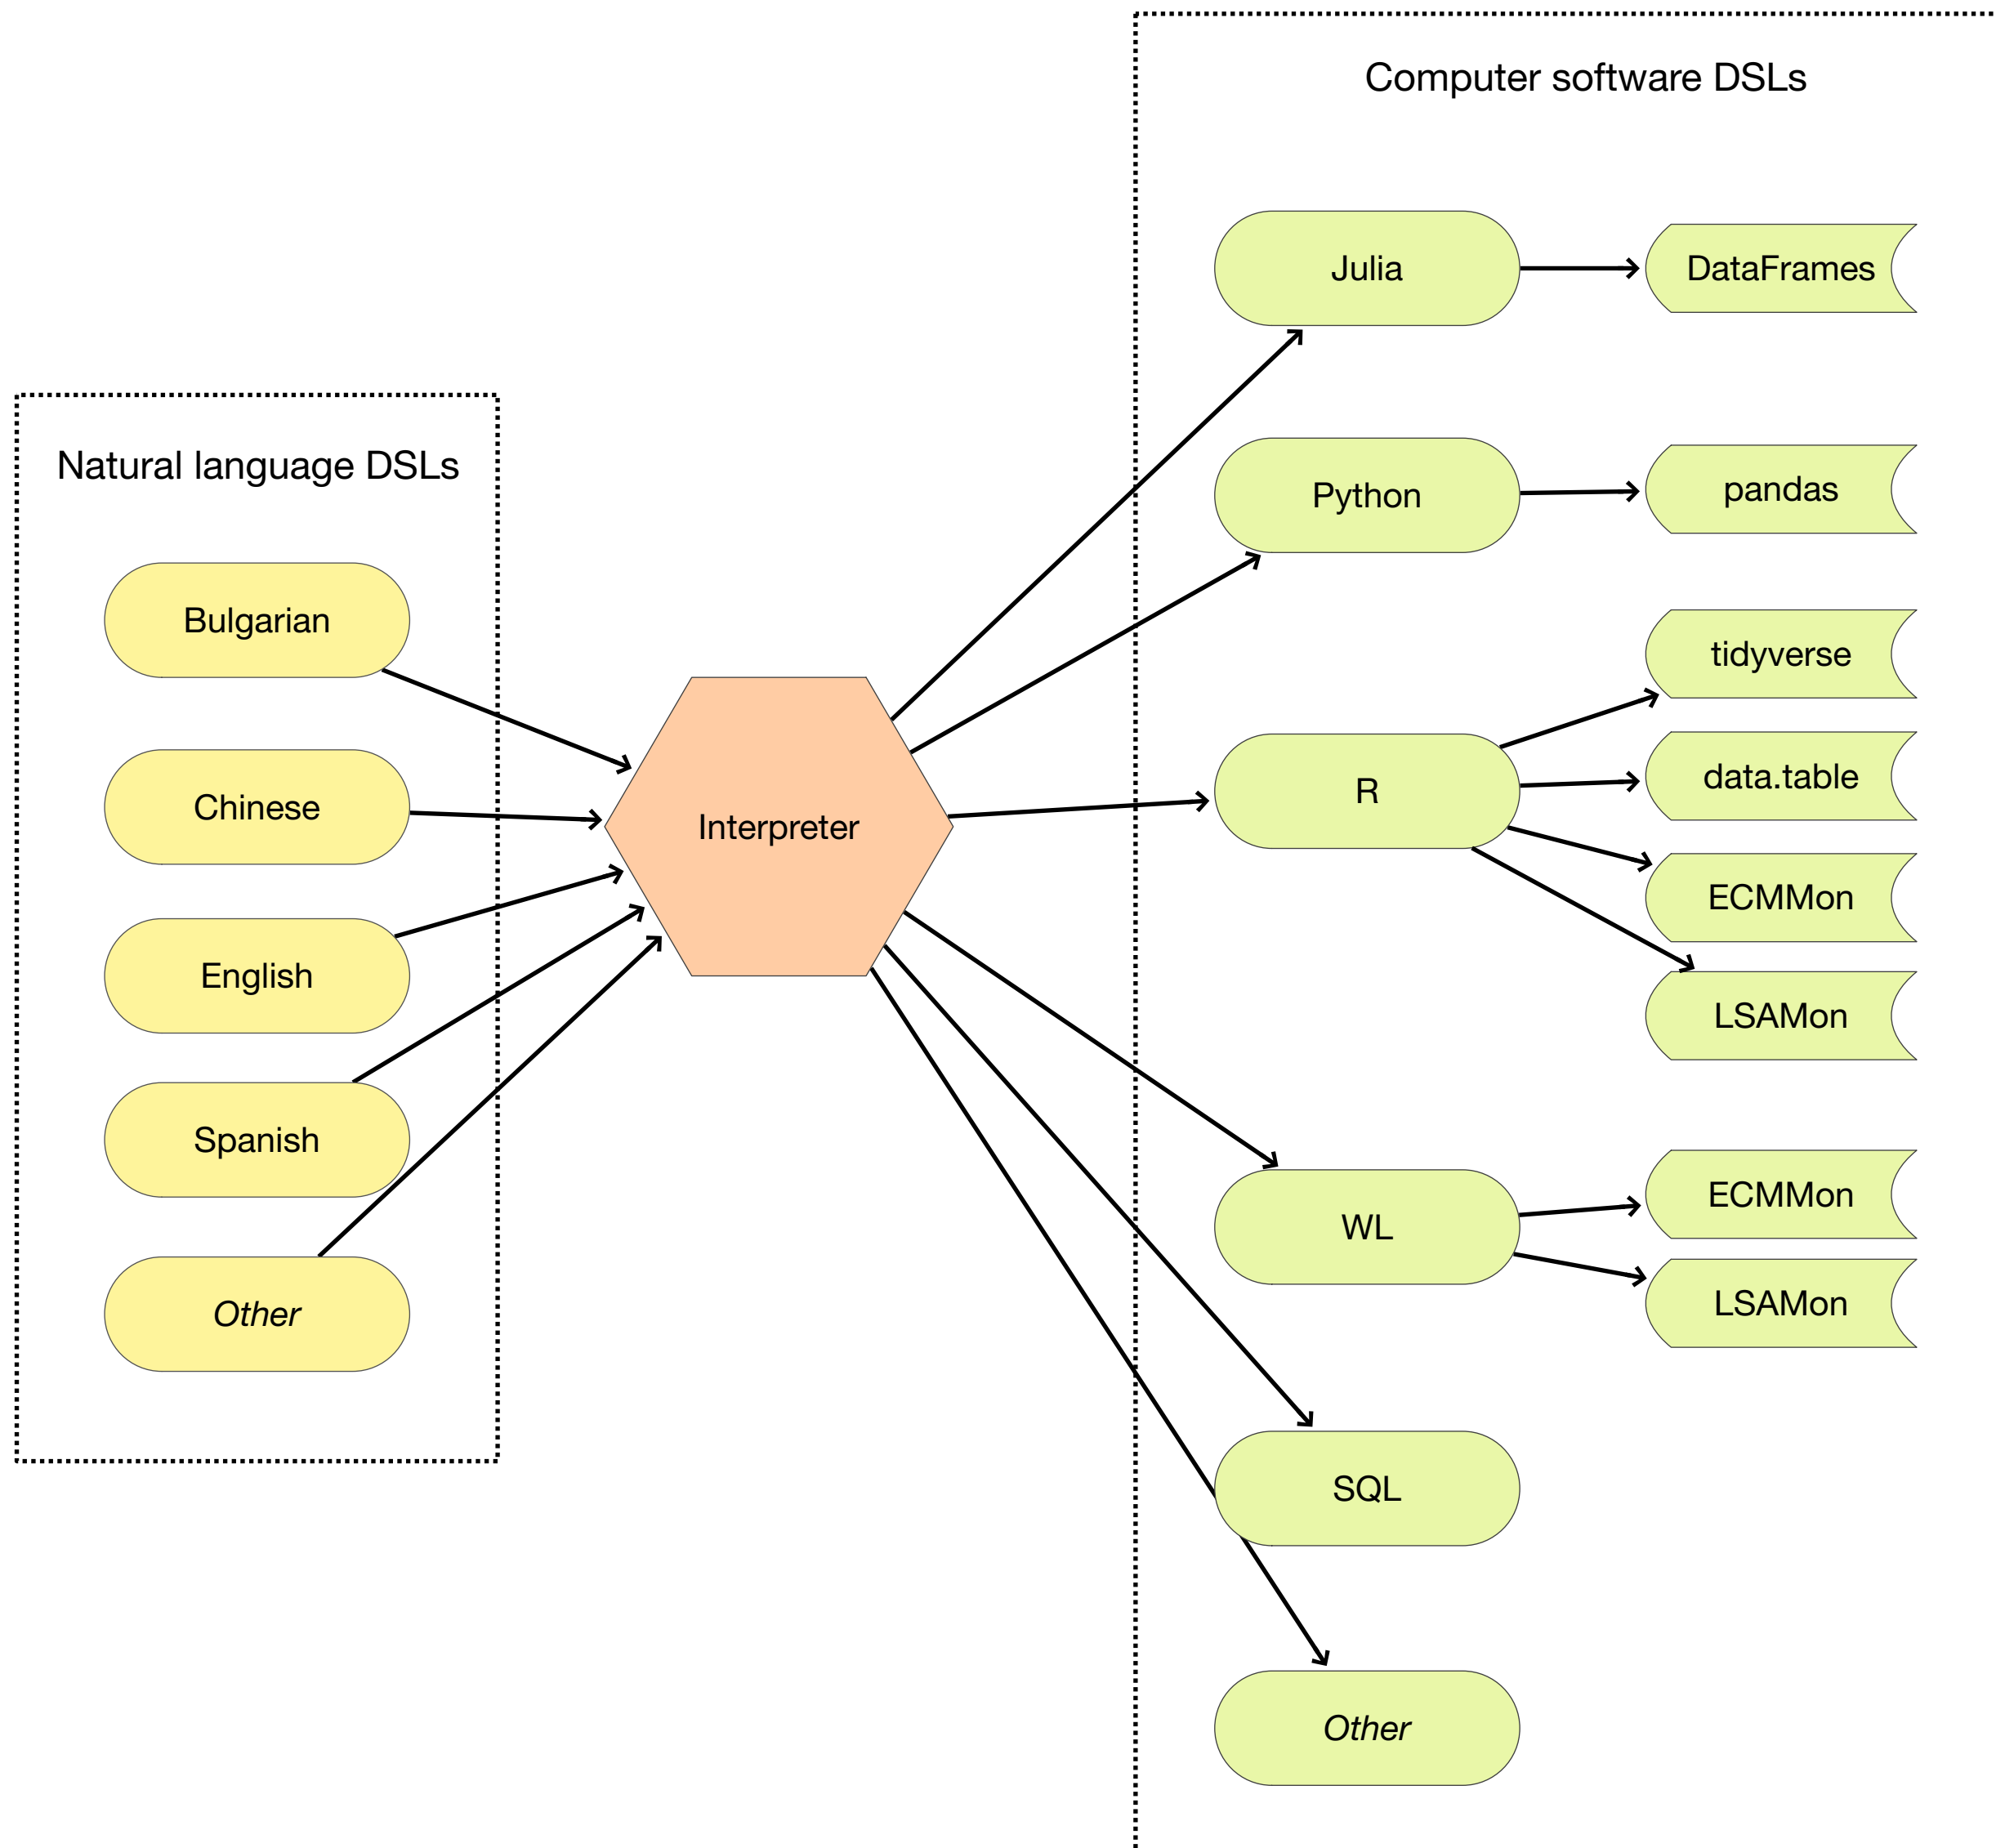 Natural language DSLs
Bulgarian
Chinese
English
Spanish
Other
Interpreter
Computer software DSLs
Julia
DataFrames
Python
pandas
R
tidyverse
data.table
ECMMon
LSAMon
WL
ECMMon
LSAMon
SQL
Other